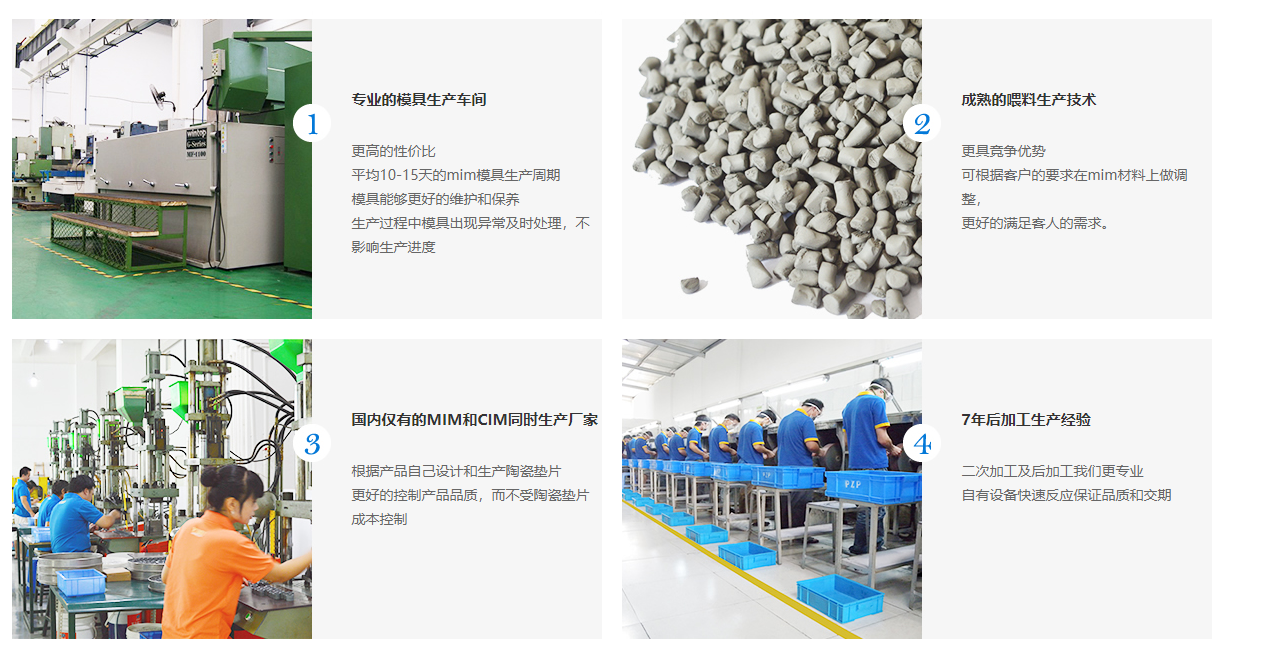 1
专业的模具生产车间
更高的性价比
平均10-15天的mim模具生产周期
模具能够更好的维护和保养
生产过程中模具出现异常及时处理，不
影响生产进度
wintop
G-Series
MF-1100
2
成熟的喂料生产技术
更具竞争优势
可根据客户的要求在mim材料上做调
整，
更好的满足客人的需求。
3
国内仅有的MIM和CIM同时生产厂家
根据产品自己设计和生产陶瓷垫片
更好的控制产品品质，而不受陶瓷垫片
成本控制
4
7年后加工生产经验
二次加工及后加工我们更专业
自有设备快速反应保证品质和交期
PZP